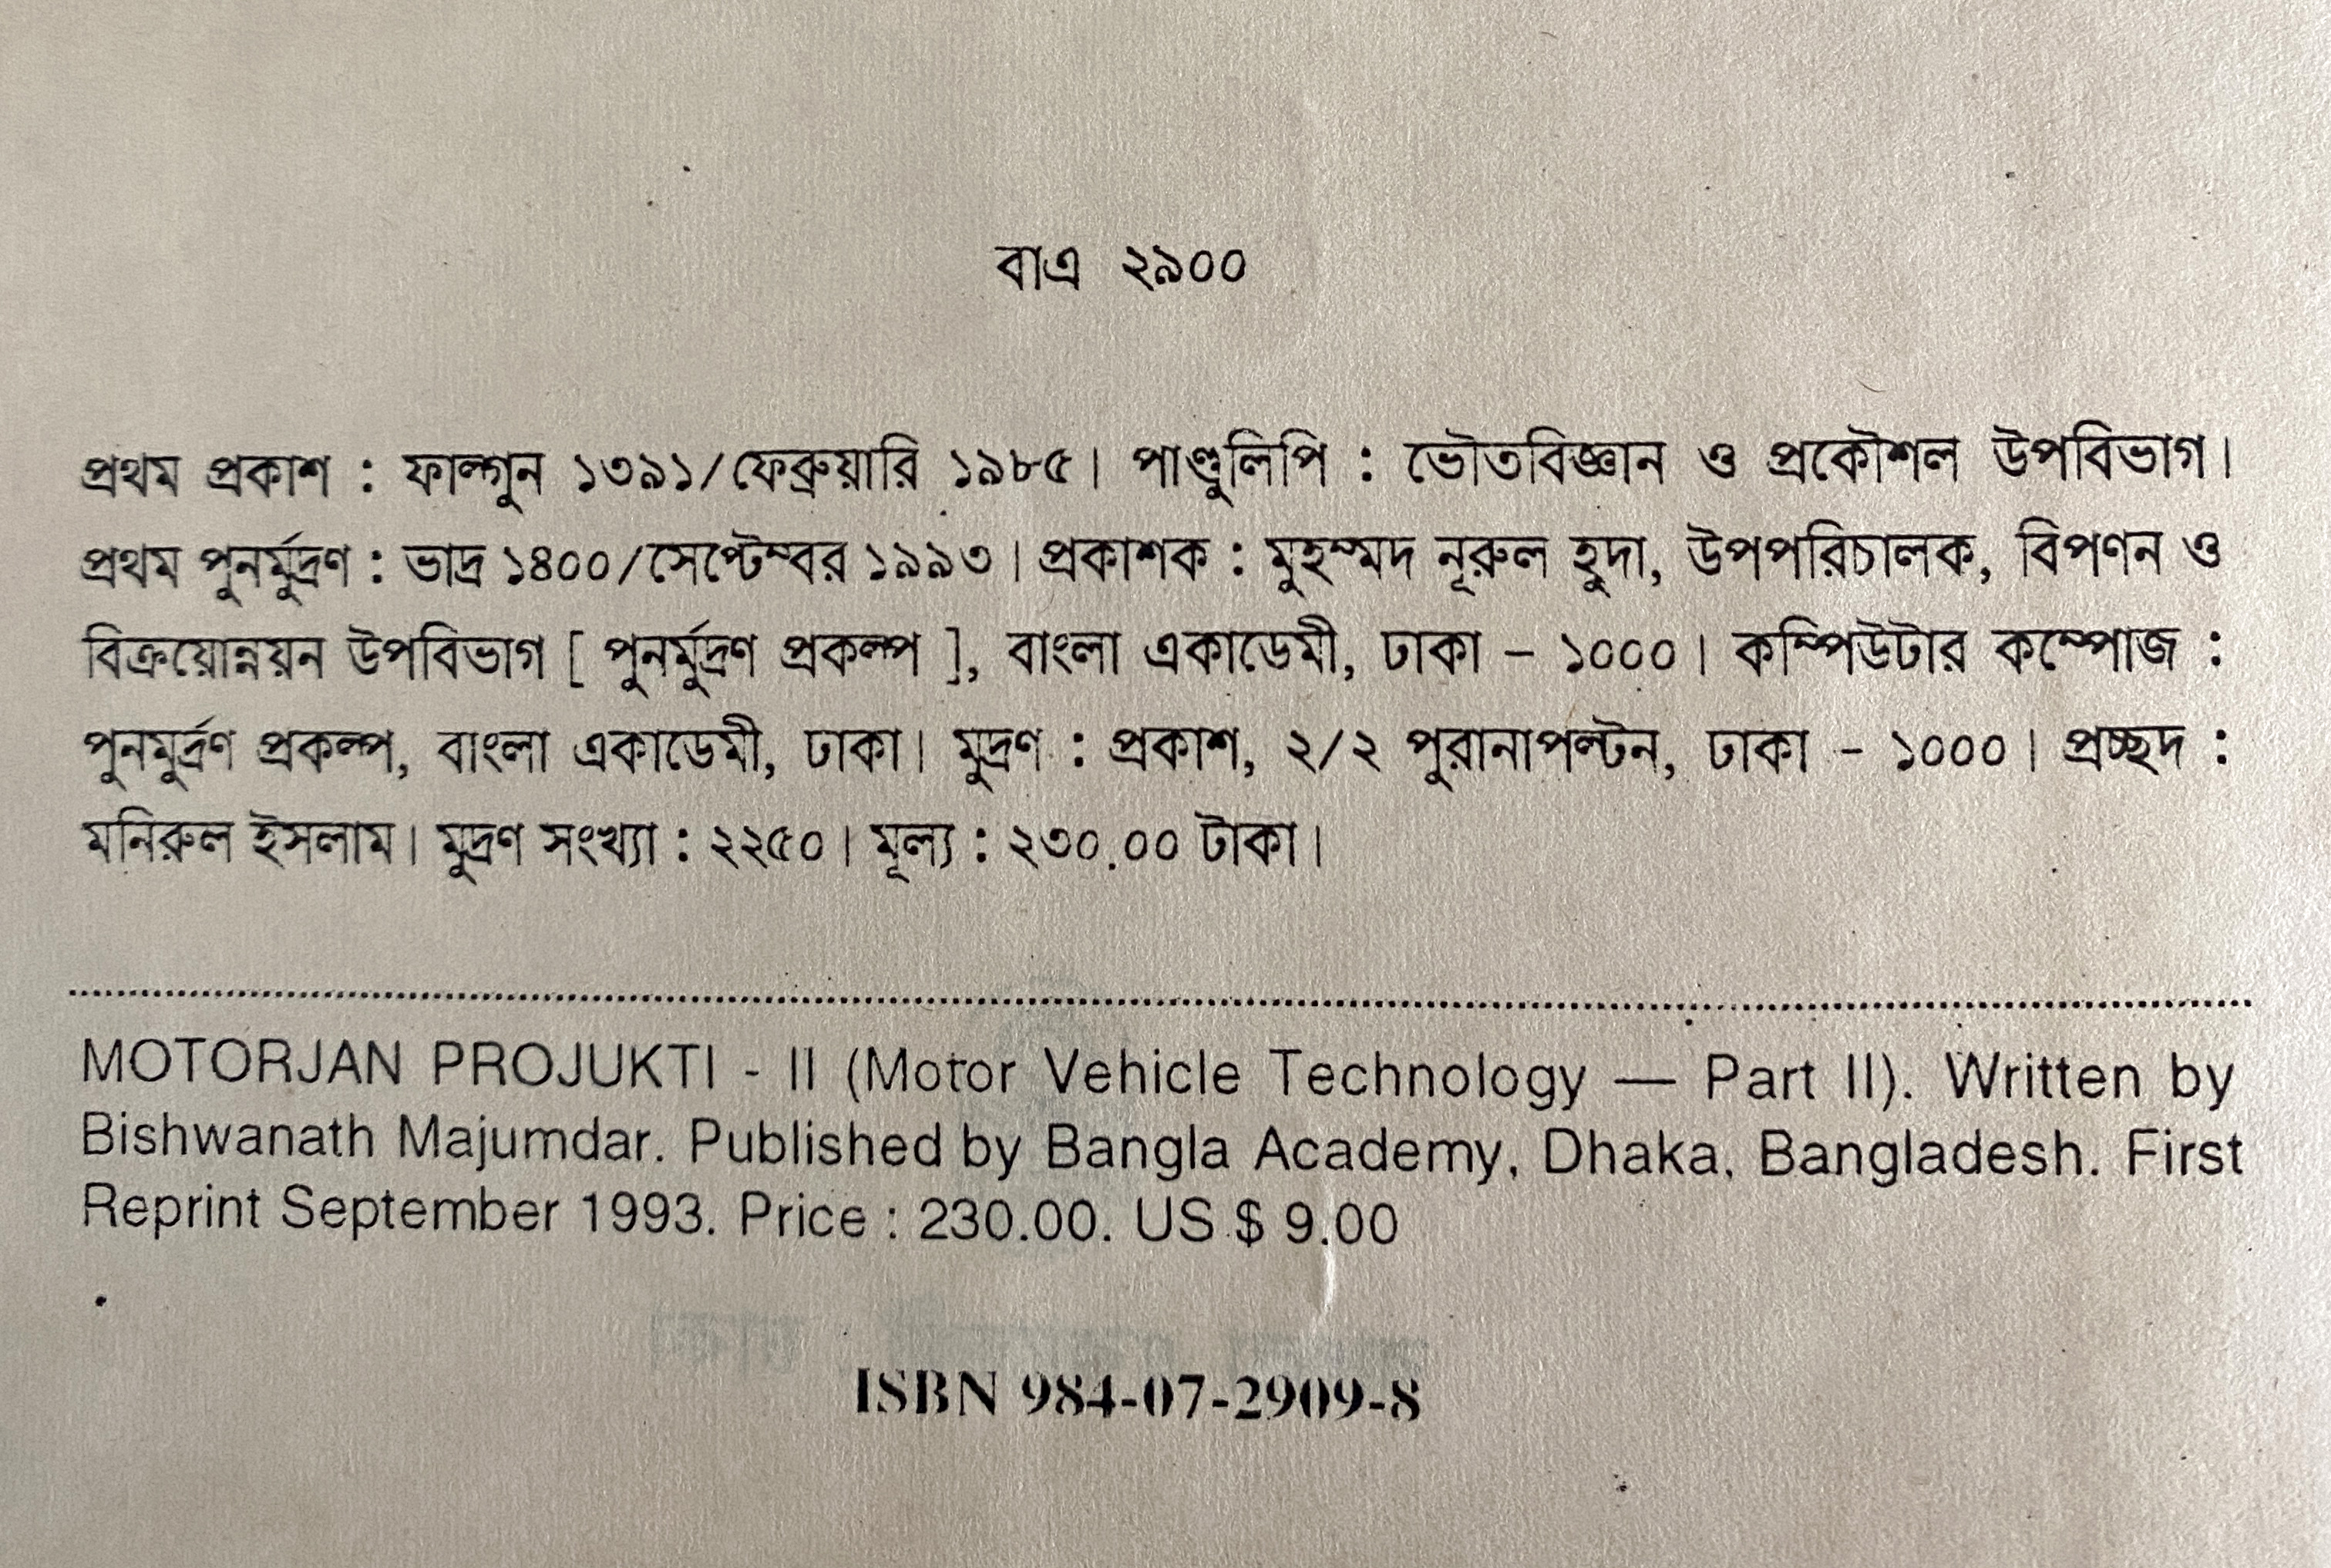 বাএ ২৯০০
প্রথম প্রকাশ : ফাল্গুন ১৩৯১/ফেব্রুয়ারি ১৯৮৫। পাণ্ডুলিপি : ভৌতবিজ্ঞান ও প্রকৌশল উপবিভাগ।
প্রথম পুনর্মুদ্রণ : ভাদ্র ১৪০০/সেপ্টেম্বর ১৯৯৩। প্রকাশক : মুহম্মদ নূরুল হুদা, উপপরিচালক, বিপণন ও
বিক্রয়োন্নয়ন উপবিভাগ [ পুনর্মুদ্রণ প্রকল্প ], বাংলা একাডেমী, ঢাকা – ১০০০। কম্পিউটার কম্পোজ :
পুনমুর্দ্রণ প্রকল্প, বাংলা একাডেমী, ঢাকা। মুদ্রণ : প্রকাশ, ২/২ পুরানাপল্টন, ঢাকা - ১০০০। প্রচ্ছদ :
মনিরুল ইসলাম। মুদ্রণ সংখ্যা : ২২৫০। মূল্য : ২৩০.০০ টাকা।
MOTORJAN PROJUKTI - II (Motor Vehicle Technology — Part II). Written by
Bishwanath Majumdar. Published by Bangla Academy, Dhaka, Bangladesh. First
Reprint September 1993. Price : 230.00. US $ 9.00
ISBN 984-07-2909-8